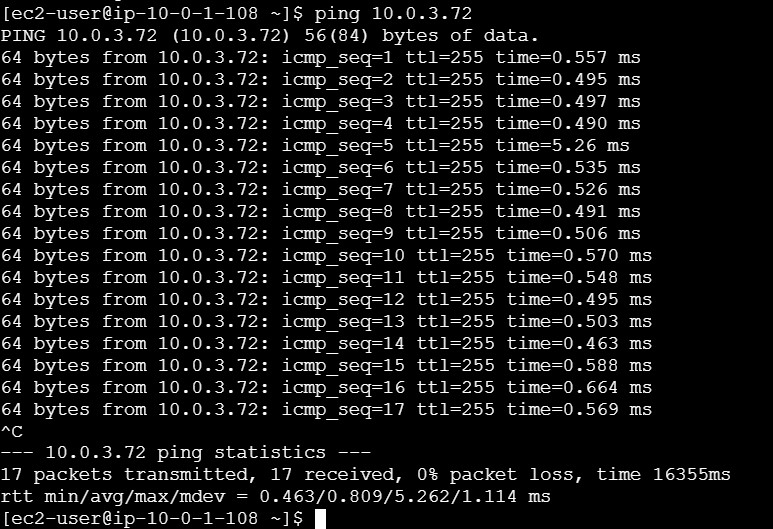 [ec2-user@ip-10-0-1-108 ~]$ ping 10.0.3.72
PING 10.0.3.72 (10.0.3.72) 56(84) bytes of data.
64 bytes from 10.0.3.72: icmp_seq=1 ttl=255 time=0.557 ms
64 bytes from 10.0.3.72: icmp_seq=2 ttl=255 time=0.495 ms
64 bytes from 10.0.3.72: icmp_seq=3 ttl=255 time=0.497 ms
64 bytes from 10.0.3.72: icmp_seq=4 ttl=255 time=0.490 ms
64 bytes from 10.0.3.72: icmp_seq=5 ttl=255 time=5.26 ms
64 bytes from 10.0.3.72: icmp_seq=6 ttl=255 time=0.535 ms
64 bytes from 10.0.3.72: icmp_seq=7 ttl=255 time=0.526 ms
64 bytes from 10.0.3.72: icmp_seq=8 ttl=255 time=0.491 ms
64 bytes from 10.0.3.72: icmp_seq=9 ttl=255 time=0.506 ms
64 bytes from 10.0.3.72: icmp_seq=10 ttl=255 time=0.570 ms
64 bytes from 10.0.3.72: icmp_seq=11 ttl=255 time=0.548 ms
64 bytes from 10.0.3.72: icmp_seq=12 ttl=255 time=0.495 ms
64 bytes from 10.0.3.72: icmp_seq=13 ttl=255 time=0.503 ms
64 bytes from 10.0.3.72: icmp_seq=14 ttl=255 time=0.463 ms
64 bytes from 10.0.3.72: icmp_seq=15 ttl=255 time=0.588 ms
64 bytes from 10.0.3.72: icmp_seq=16 ttl=255 time=0.664 ms
64 bytes from 10.0.3.72: icmp_seq=17 ttl=255 time=0.569 ms
^C
--- 10.0.3.72 ping statistics ---
17 packets transmitted, 17 received, 0% packet loss, time 16355ms
rtt min/avg/max/mdev = 0.463/0.809/5.262/1.114 ms
[ec2-user@ip-10-0-1-108 ~]$